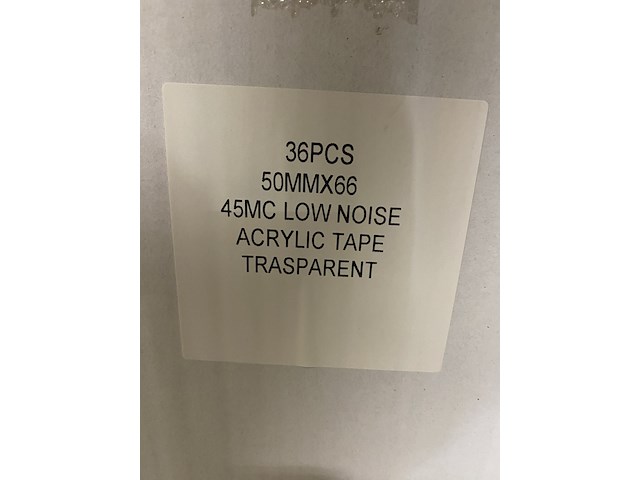 36PCS
50MMX66
45MC LOW NOISE
ACRYLIC TAPE
TRASPARENT